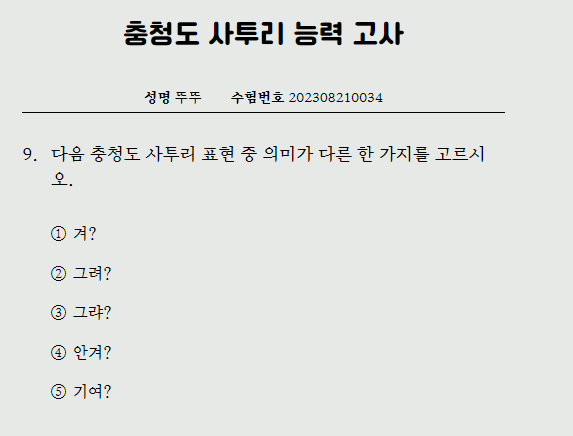 충청도 사투리 능력 고사
성명 뚜뚜 수험번호 202308210034
9. 다음 충청도 사투리 표현 중 의미가 다른 한 가지를 고르시
오.
① 겨?
② 그려?
③ 그랴?
④ 안겨?
⑤ 기여?